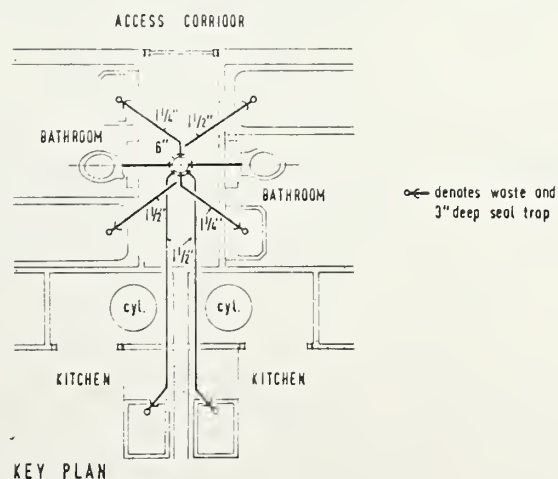 ACCESS CORRIDOR
1¼" 1½"
6"
BATHROOM
BATHROOM
denotes waste and
3" deep seal trap
1½" 1¼"
1½"
cyl. cyl.
KITCHEN KITCHEN
KEY PLAN